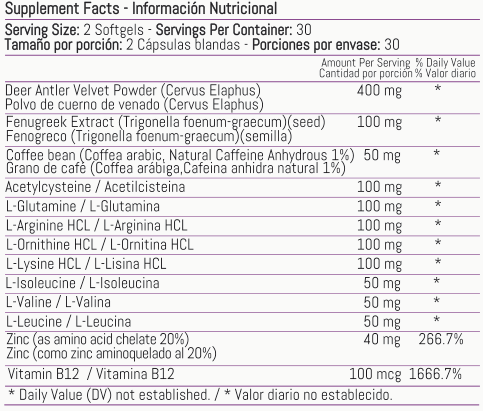 Supplement Facts - Información Nutricional
Serving Size: 2 Softgels - Servings Per Container: 30
Tamaño por porción: 2 Cápsulas blandas - Porciones por envase: 30
Amount Per Serving % Daily Value
Cantidad por porción % Valor diario
Deer Antler Velvet Powder (Cervus Elaphus) 400 mg *
Polvo de cuerno de venado (Cervus Elaphus)
Fenugreek Extract (Trigonella foenum-graecum)(seed) 100 mg *
Fenogreco (Trigonella foenum-graecum)(semilla)
Coffee bean (Coffea arabic, Natural Caffeine Anhydrous 1%) 50 mg *
Grano de café (Coffea arábiga,Cafeína anhidra natural 1%)
Acetylcysteine / Acetilcisteina 100 mg *
L-Glutamine / L-Glutamina 100 mg *
L-Arginine HCL / L-Arginina HCL 100 mg *
L-Ornithine HCL / L-Ornitina HCL 100 mg *
L-Lysine HCL / L-Lisina HCL 100 mg *
L-Isoleucine / L-Isoleucina 50 mg *
L-Valine / L-Valina 50 mg *
L-Leucine / L-Leucina 50 mg *
Zinc (as amino acid chelate 20%) 40 mg 266.7%
Zinc (como zinc aminoquelado al 20%)
Vitamin B12 / Vitamina B12 100 mcg 1666.7%
* Daily Value (DV) not established. / * Valor diario no establecido.